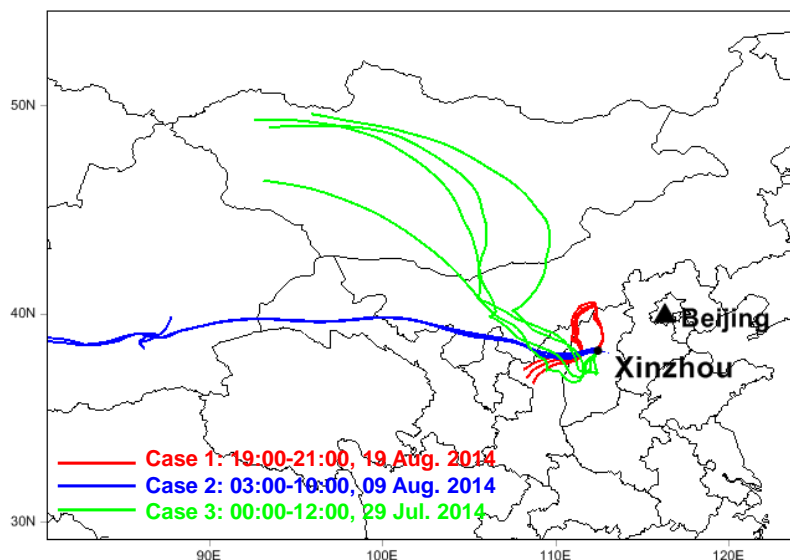 50N
40N
Beijing
Xinzhou
Case 1: 19:00-21:00, 19 Aug. 2014
Case 2: 03:00-10:00, 09 Aug. 2014
Case 3: 00:00-12:00, 29 Jul. 2014
30N
90E 100E 110E 120E